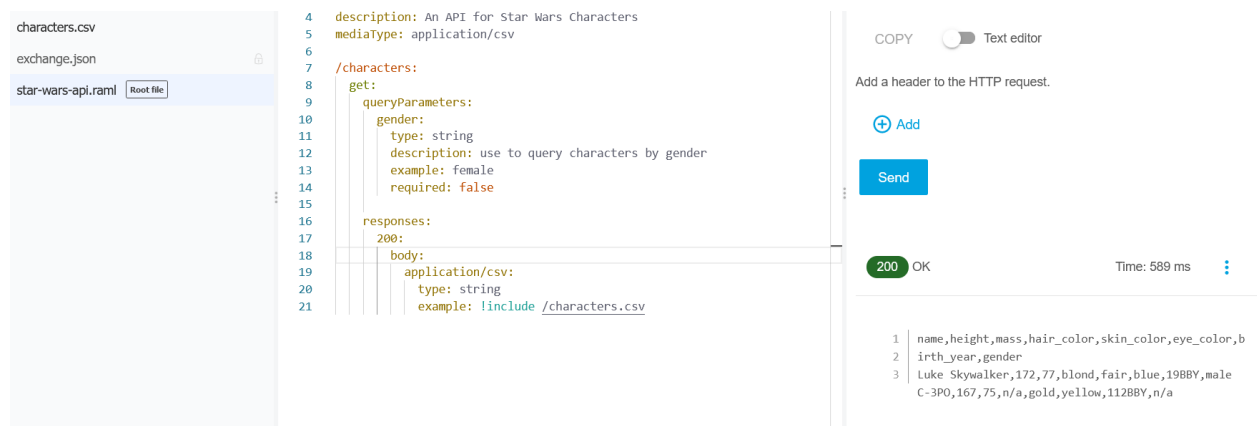 characters.csv
exchange.json
star-wars-api.raml Root file
4 description: An API for Star Wars Characters
5 mediaType: application/csv
6
7 /characters:
8 get:
9 queryParameters:
10 gender:
11 type: string
12 description: use to query characters by gender
13 example: female
14 required: false
15
16 responses:
17 200:
18 body:
19 application/csv:
20 type: string
21 example: !include /characters.csv
COPY Text editor
Add a header to the HTTP request.
Add
Send
200 OK Time: 589 ms
1 name,height,mass,hair_color,skin_color,eye_color,b
2 irth_year,gender
3 Luke Skywalker,172,77,blond,fair,blue,19BBY,male
C-3PO,167,75,n/a,gold,yellow,112BBY,n/a